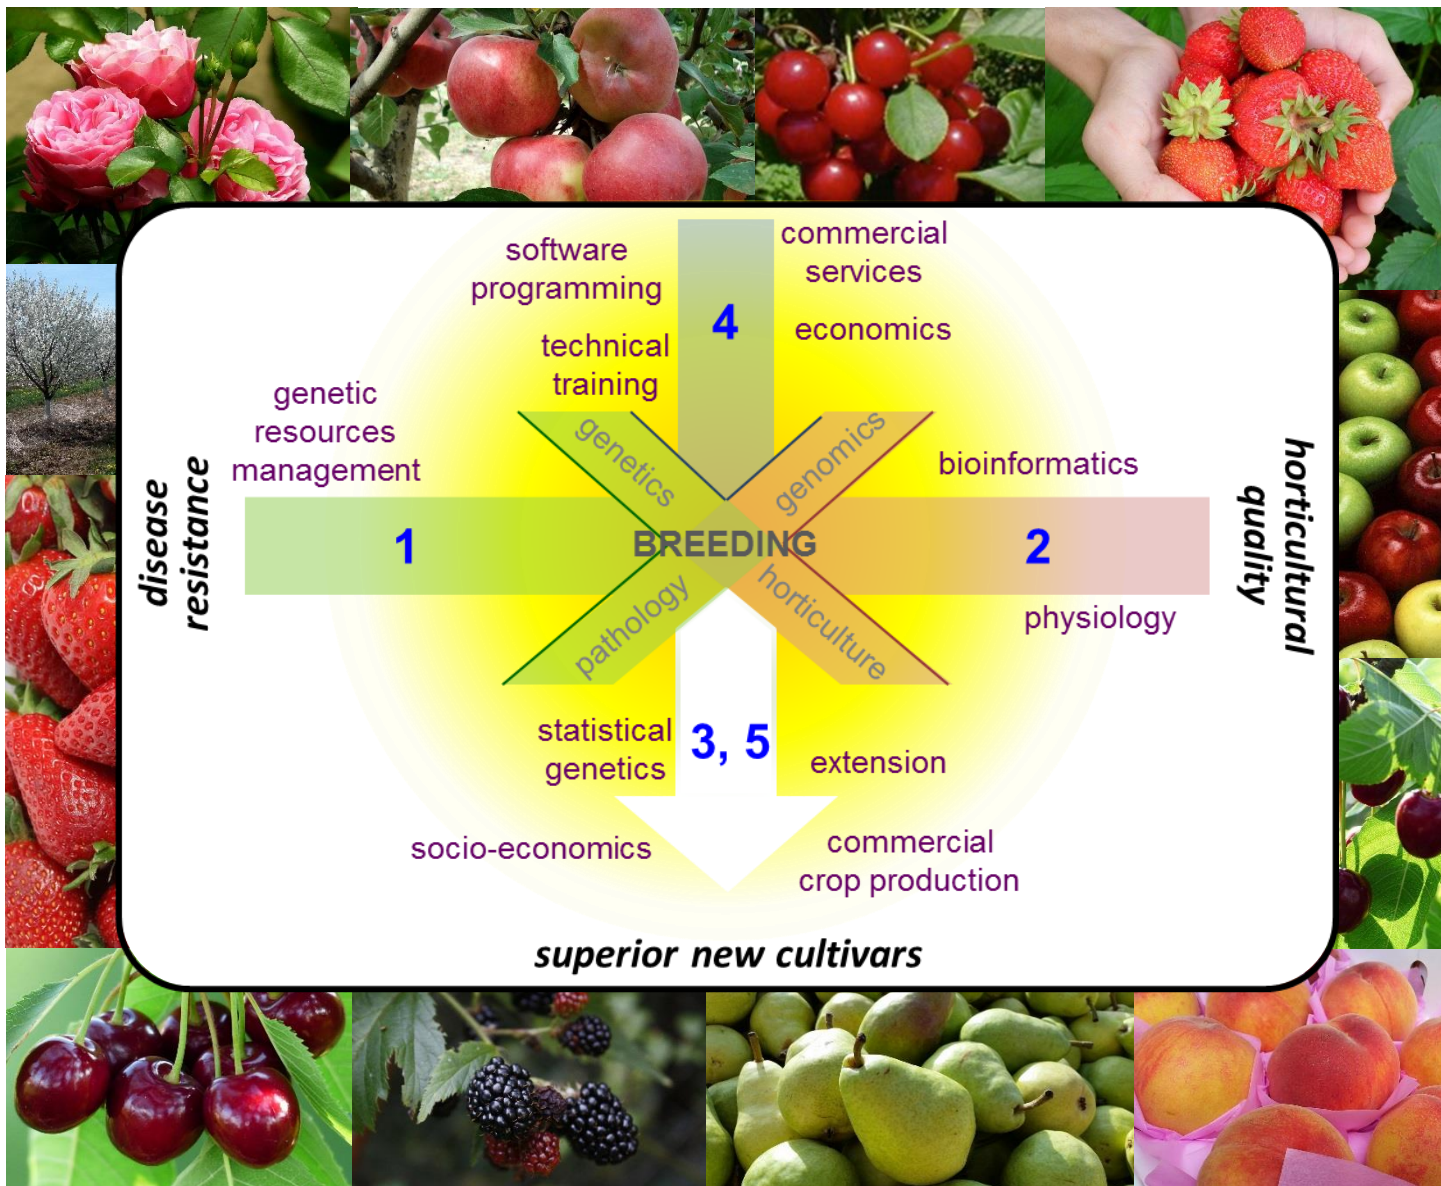 software
programming
commercial
services
4
economics
technical
training
genetic
resources
management
genetics
genomics
bioinformatics
disease
resistance
1
BREEDING
2
horticultural
quality
pathology
horticulture
physiology
statistical
genetics
3, 5
extension
socio-economics
commercial
crop production
superior new cultivars